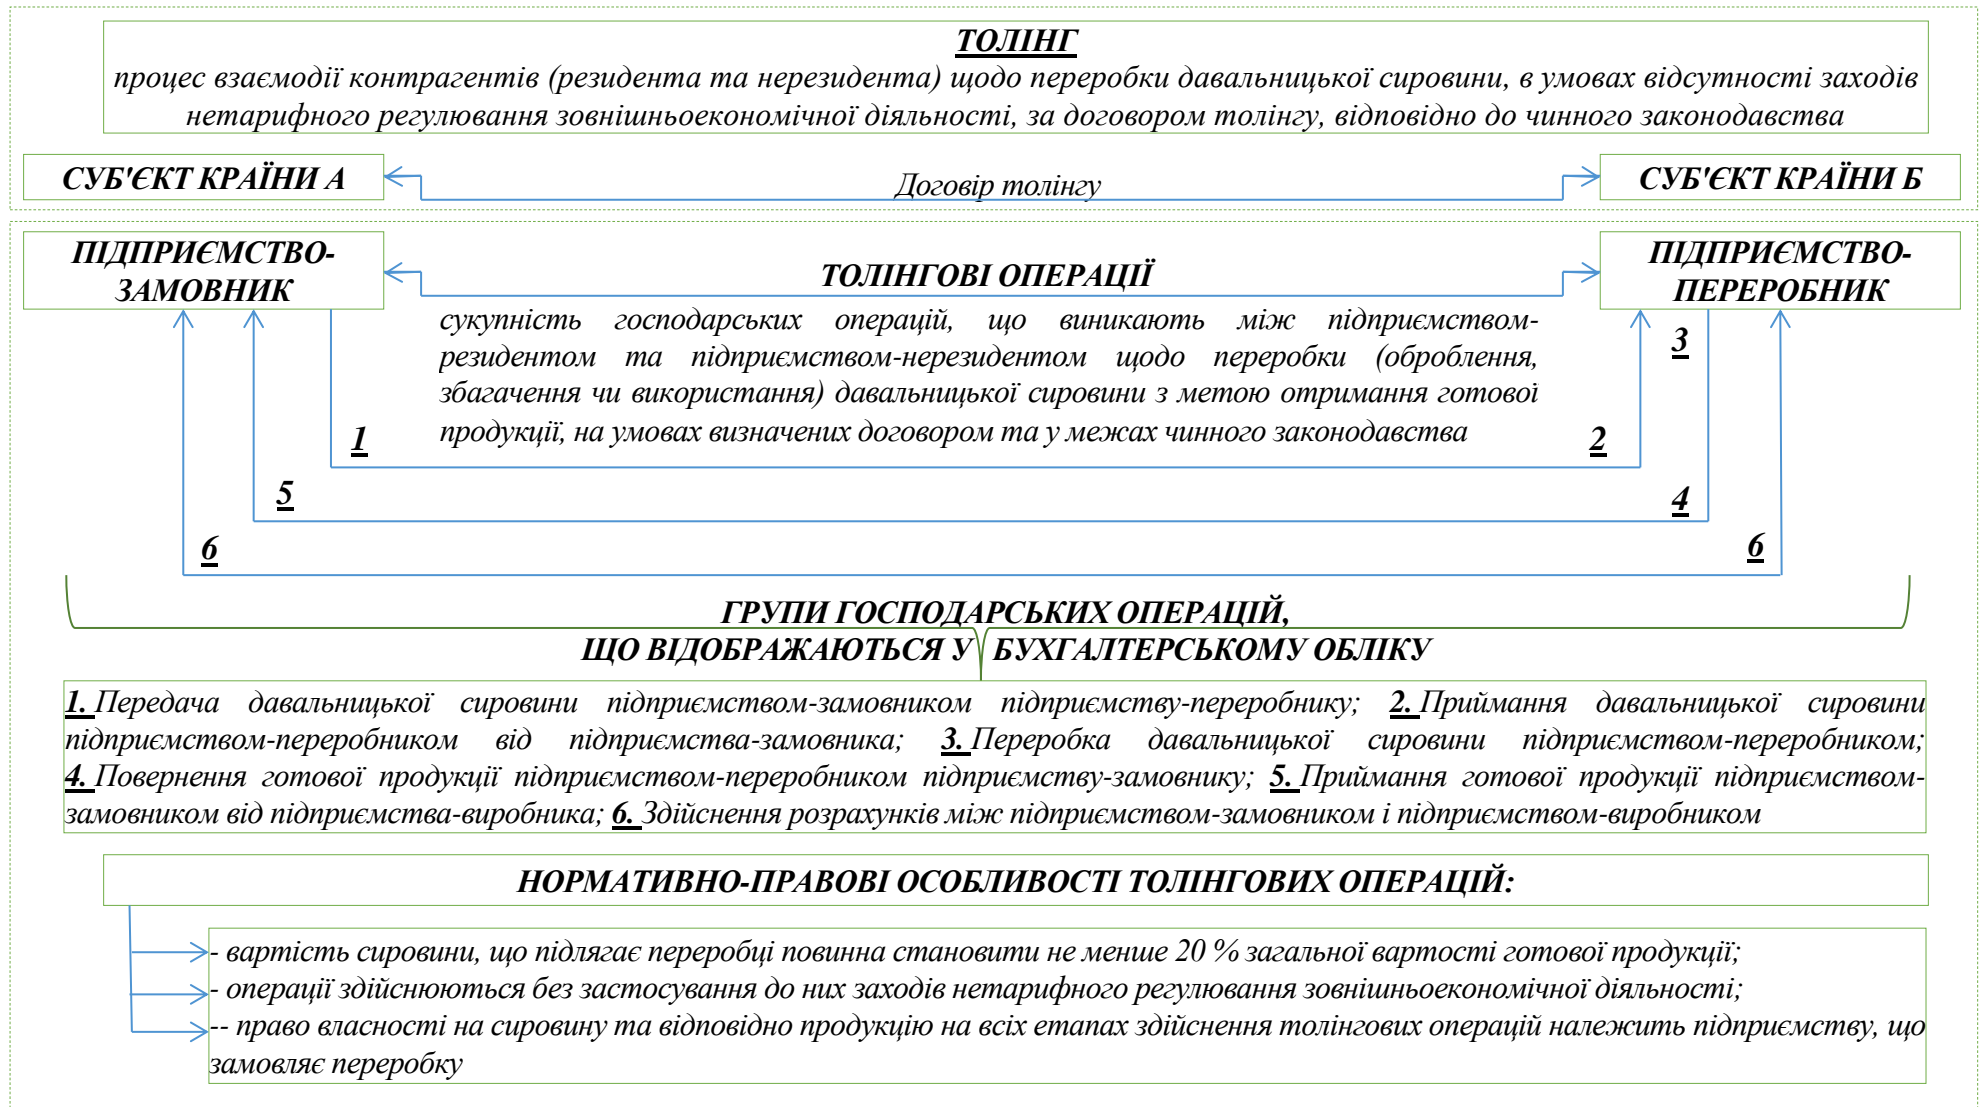 ТОЛІНГ
процес взаємодії контрагентів (резидента та нерезидента) щодо переробки давальницької сировини, в умовах відсутності заходів
нетарифного регулювання зовнішньоекономічної діяльності, за договором толінгу, відповідно до чинного законодавства
СУБ'ЄКТ КРАЇНИ А
Договір толінгу
СУБ'ЄКТ КРАЇНИ Б
ПІДПРИЄМСТВО-
ЗАМОВНИК
ТОЛІНГОВІ ОПЕРАЦІЇ
ПІДПРИЄМСТВО-
ПЕРЕРОБНИК
сукупність господарських операцій, що виникають між підприємством-
резидентом та підприємством-нерезидентом щодо переробки (оброблення,
збагачення чи використання) давальницької сировини з метою отримання готової
продукції, на умовах визначених договором та у межах чинного законодавства
3
1
2
5
4
6
6
ГРУПИ ГОСПОДАРСЬКИХ ОПЕРАЦІЙ,
ЩО ВІДОБРАЖАЮТЬСЯ У БУХГАЛТЕРСЬКОМУ ОБЛІКУ
1. Передача давальницької сировини підприємством-замовником підприємству-переробнику; 2. Приймання давальницької сировини
підприємством-переробником від підприємства-замовника; 3. Переробка давальницької сировини підприємством-переробником;
4. Повернення готової продукції підприємством-переробником підприємству-замовнику; 5. Приймання готової продукції підприємством-
замовником від підприємства-виробника; 6. Здійснення розрахунків між підприємством-замовником і підприємством-виробником
НОРМАТИВНО-ПРАВОВІ ОСОБЛИВОСТІ ТОЛІНГОВИХ ОПЕРАЦІЙ:
- вартість сировини, що підлягає переробці повинна становити не менше 20 % загальної вартості готової продукції;
- операції здійснюються без застосування до них заходів нетарифного регулювання зовнішньоекономічної діяльності;
-- право власності на сировину та відповідно продукцію на всіх етапах здійснення толінгових операцій належить підприємству, що
замовляє переробку